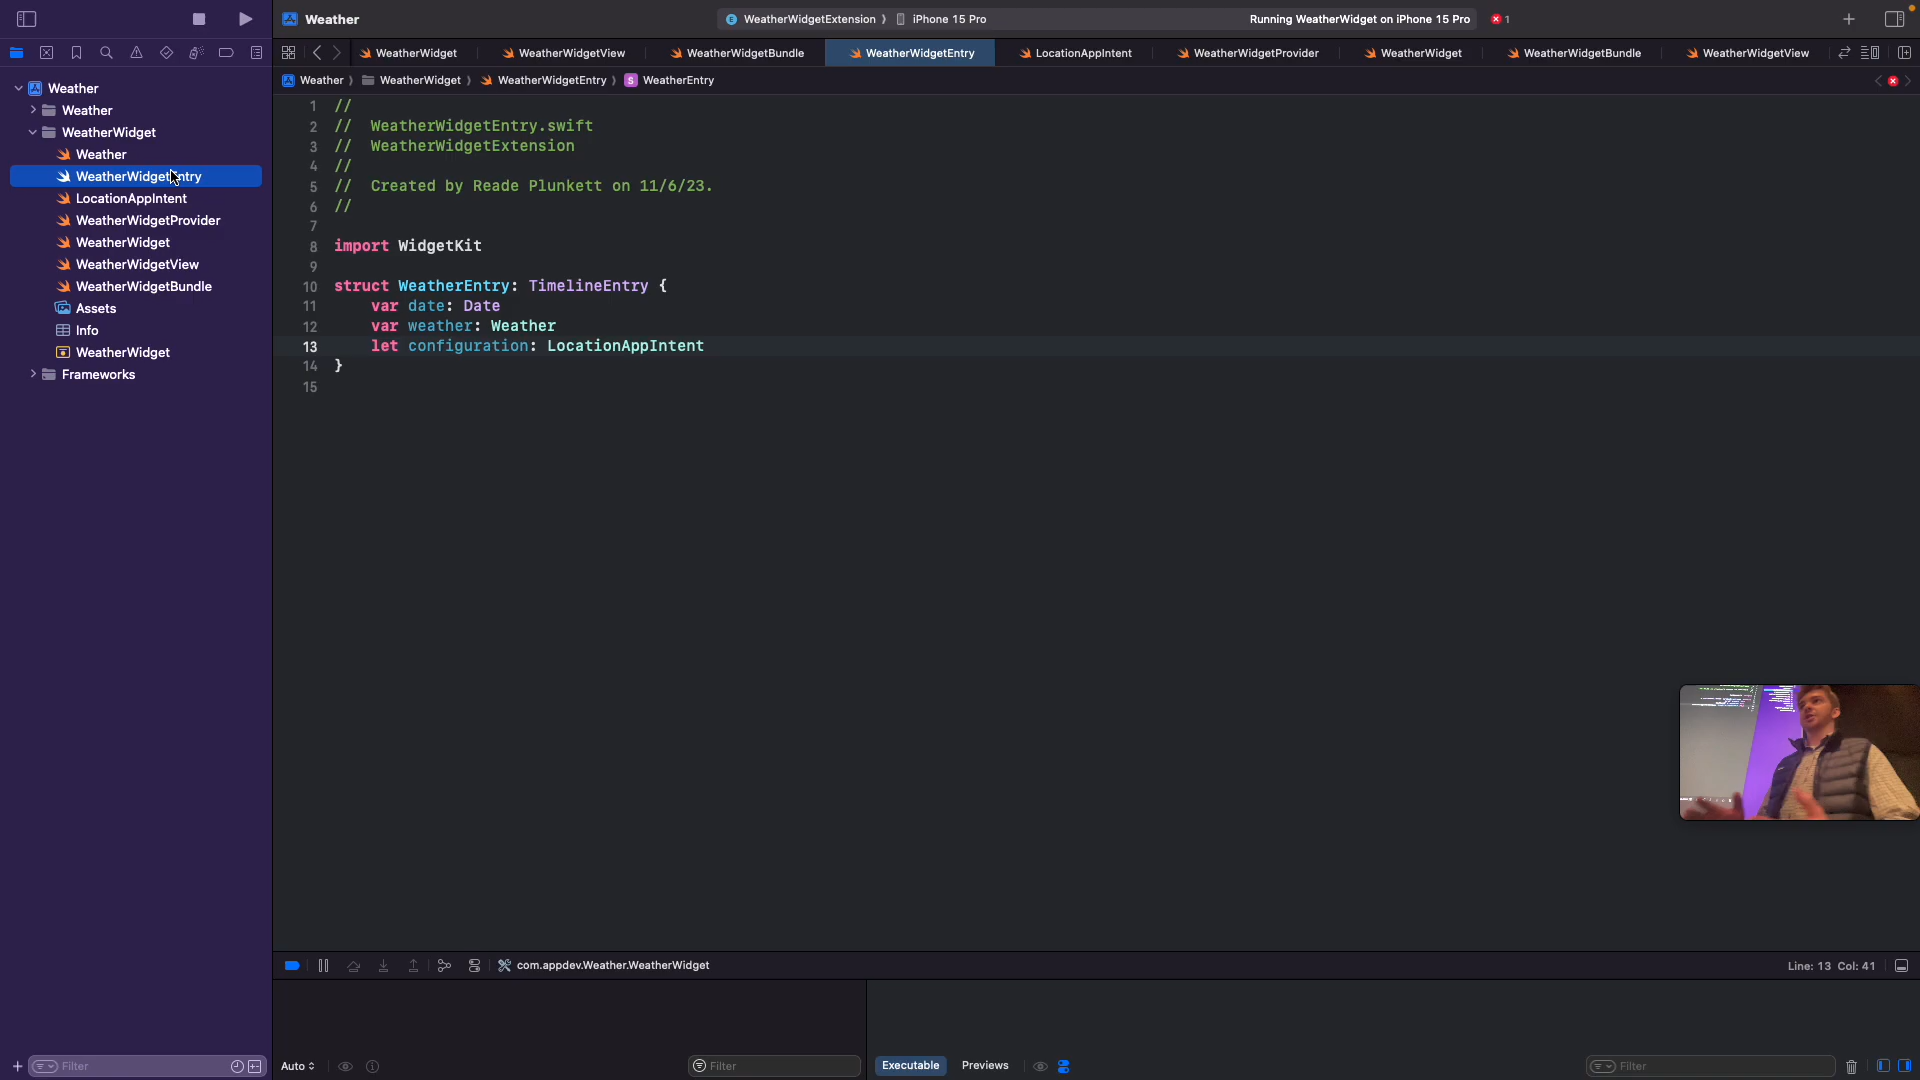 Weather
WeatherWidgetExtension
iPhone 15 Pro
Running WeatherWidget on iPhone 15 Pro
1
WeatherWidget
WeatherWidgetView
WeatherWidgetBundle
WeatherWidgetEntry
LocationAppIntent
WeatherWidgetProvider
WeatherWidget
WeatherWidgetBundle
WeatherWidgetView
Weather
WeatherWidget
WeatherWidgetEntry
S WeatherEntry
Weather
Weather
WeatherWidget
Weather
WeatherWidgetEntry
LocationAppIntent
WeatherWidgetProvider
WeatherWidget
WeatherWidgetView
WeatherWidgetBundle
Assets
Info
WeatherWidget
Frameworks
1 //
2 // WeatherWidgetEntry.swift
3 // WeatherWidgetExtension
4 //
5 // Created by Reade Plunkett on 11/6/23.
6 //
7
8 import WidgetKit
9
10 struct WeatherEntry: TimelineEntry {
11 var date: Date
12 var weather: Weather
13 let configuration: LocationAppIntent
14 }
15
com.appdev.Weather.WeatherWidget
Line: 13 Col: 41
Filter
Auto
Filter
Executable
Previews
Filter